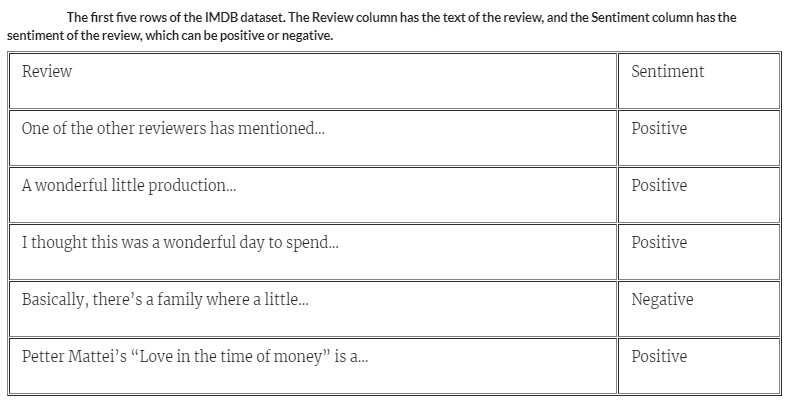 The first five rows of the IMDB dataset. The Review column has the text of the review, and the Sentiment column has the
sentiment of the review, which can be positive or negative.
Review Sentiment
One of the other reviewers has mentioned... Positive
A wonderful little production... Positive
I thought this was a wonderful day to spend... Positive
Basically, there’s a family where a little... Negative
Petter Mattei’s “Love in the time of money” is a... Positive